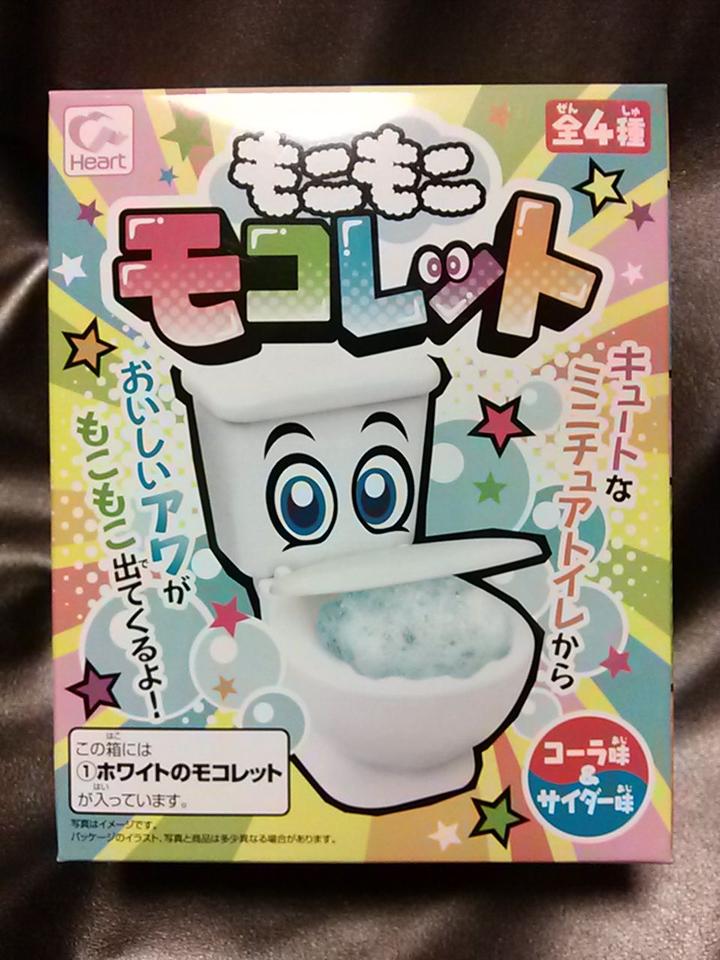 Heart
全4種
もこもこ
モコレット
キュートな
ミニチュアトイレから
おいしいアワが
もこもこ出てくるよ!
この箱には
①ホワイトのモコレット
が入っています。
コーラ味
&
サイダー味
写真はイメージです。
パッケージのイラスト、写真と商品は多少異なる場合があります。